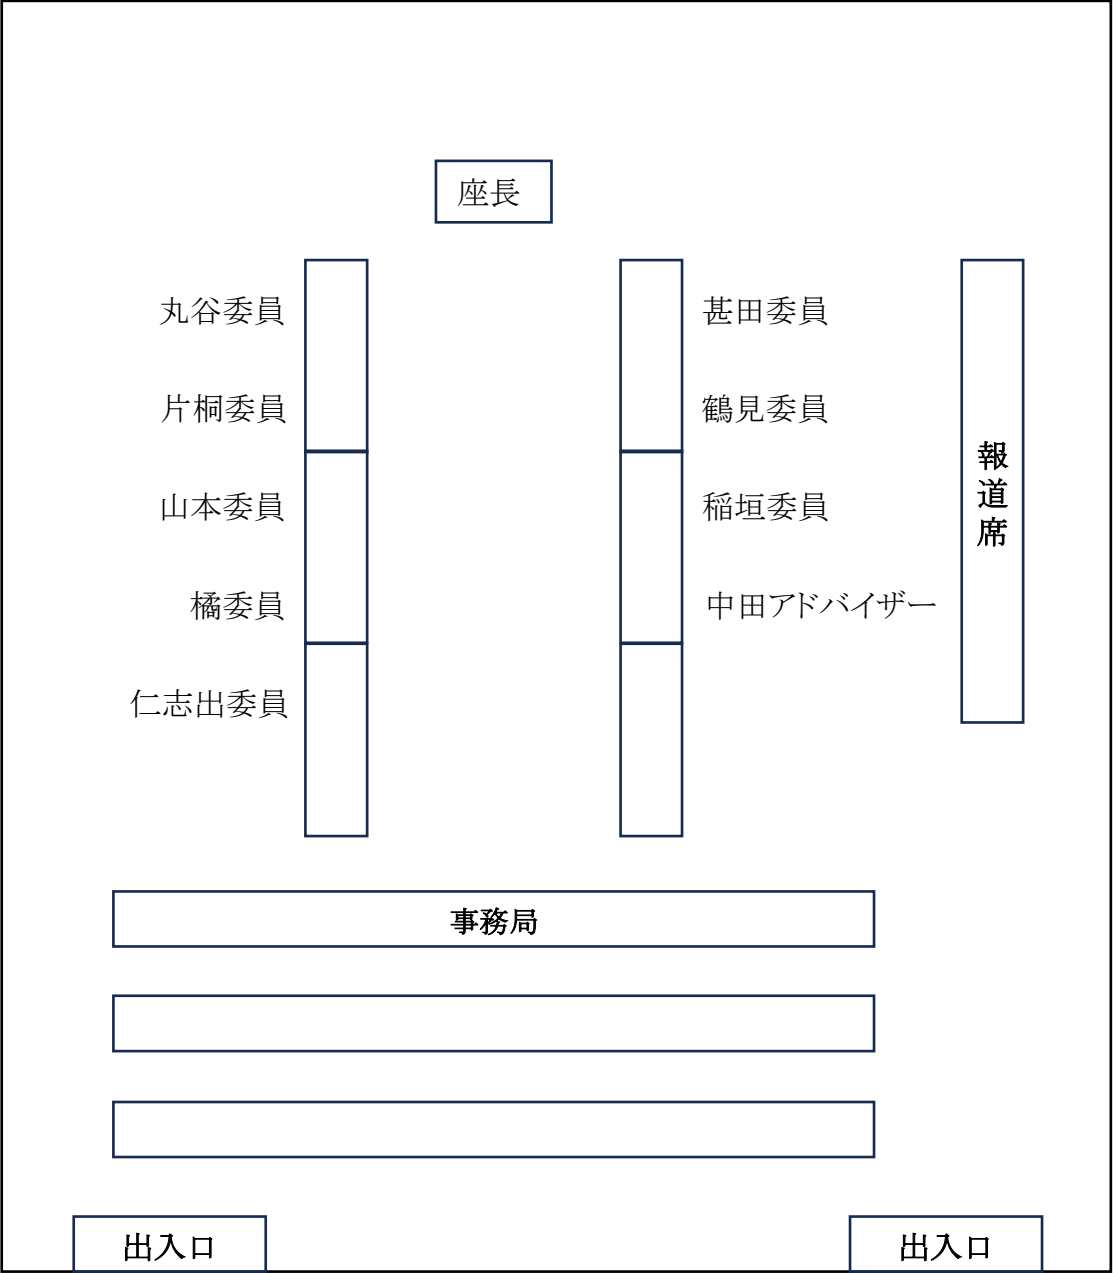 座長
丸谷委員
甚田委員
片桐委員
鶴見委員
山本委員
稲垣委員
橘委員
中田アドバイザー
仁志出委員
報道席
事務局
出入口
出入口